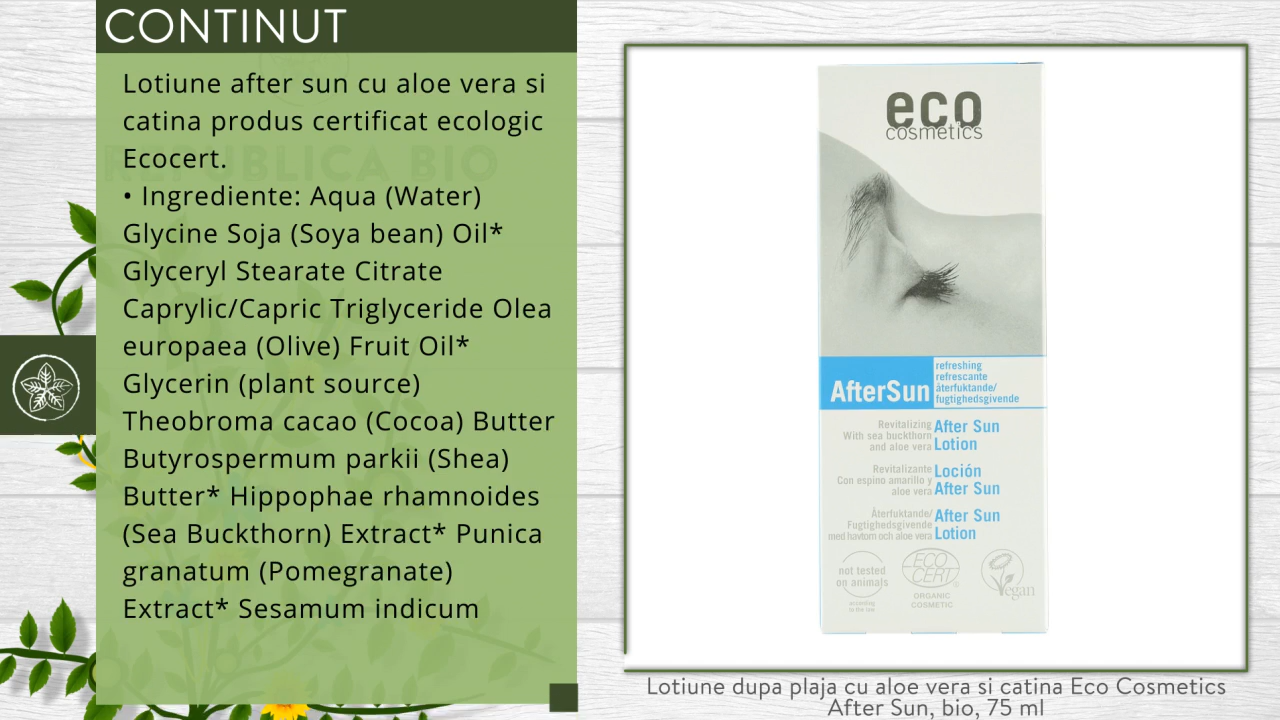 CONTINUT
Lotiune after sun cu aloe vera si
catina produs certificat ecologic
Ecocert.
• Ingrediente: Aqua (Water)
Glycine Soja (Soya bean) Oil*
Glyceryl Stearate Citrate
Caprylic/Capric Triglyceride Olea
europaea (Olive) Fruit Oil*
Glycerin (plant source)
Theobroma cacao (Cocoa) Butter
Butyrospermum parkii (Shea)
Butter* Hippophae rhamnoides
(Sea Buckthorn) Extract* Punica
granatum (Pomegranate)
Extract* Sesamum indicum
REPUBLICA BIO
eco
cosmetics
AfterSun
refreshing
refrescante
återfuktande/
fugtighedsgivende
Revitalizing
With sea buckthorn
and aloe vera
After Sun
Lotion
Revitalizante
Con espino amarillo y
aloe vera
Loción
After Sun
Återfuktande/
Fugtighedsgivende
med havtorn och aloe vera
After Sun
Lotion
not tested
on animals
according
to the law
ECO
CERT
ORGANIC
COSMETIC
Vegan
Lotiune dupa plaja cu aloe vera si catina Eco Cosmetics
After Sun, bio, 75 ml